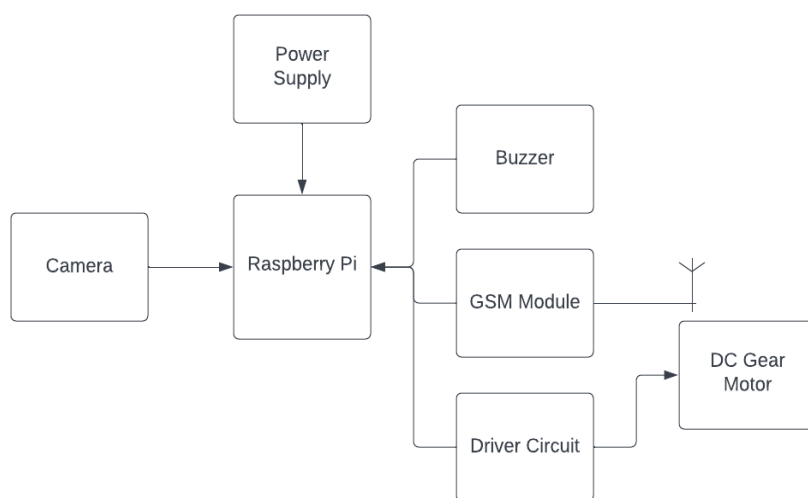 Power
Supply
Buzzer
Camera
Raspberry Pi
GSM Module
DC Gear
Motor
Driver Circuit